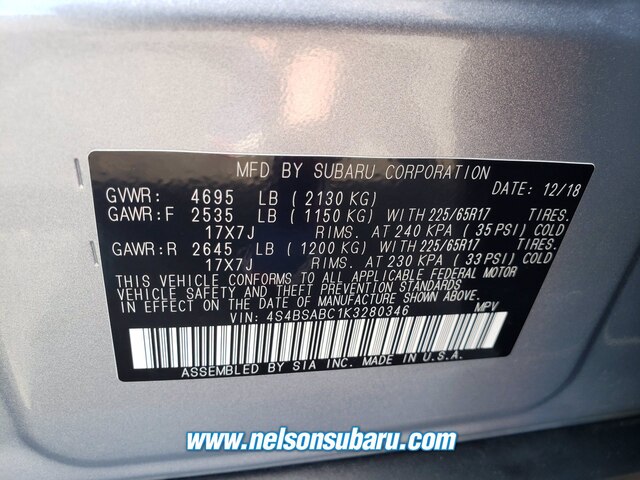 MFD BY SUBARU CORPORATION
DATE: 12/18
GVWR: 4695 LB ( 2130 KG)
GAWR:F 2535 LB ( 1150 KG) WITH 225/65R17 TIRES.
17X7J RIMS. AT 240 KPA ( 35 PSI) COLD
GAWR:R 2645 LB ( 1200 KG) WITH 225/65R17 TIRES.
17X7J RIMS. AT 230 KPA ( 33 PSI) COLD
THIS VEHICLE CONFORMS TO ALL APPLICABLE FEDERAL MOTOR
VEHICLE SAFETY AND THEFT PREVENTION STANDARDS
IN EFFECT ON THE DATE OF MANUFACTURE SHOWN ABOVE.
VIN: 4S4BSABC1K3280346 MPV
ASSEMBLED BY SIA INC. MADE IN U.S.A.
www.nelsonsubaru.com